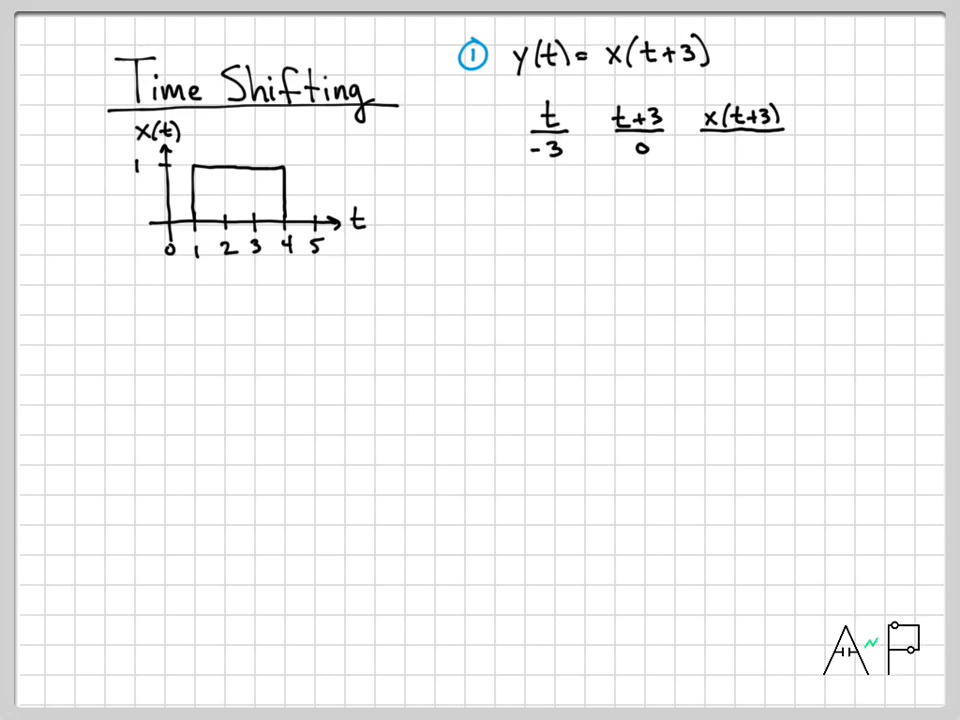 Time Shifting
x(t)
1
t
0 1 2 3 4 5
① y(t) = x(t+3)
t t+3 x(t+3)
-3 0
A P